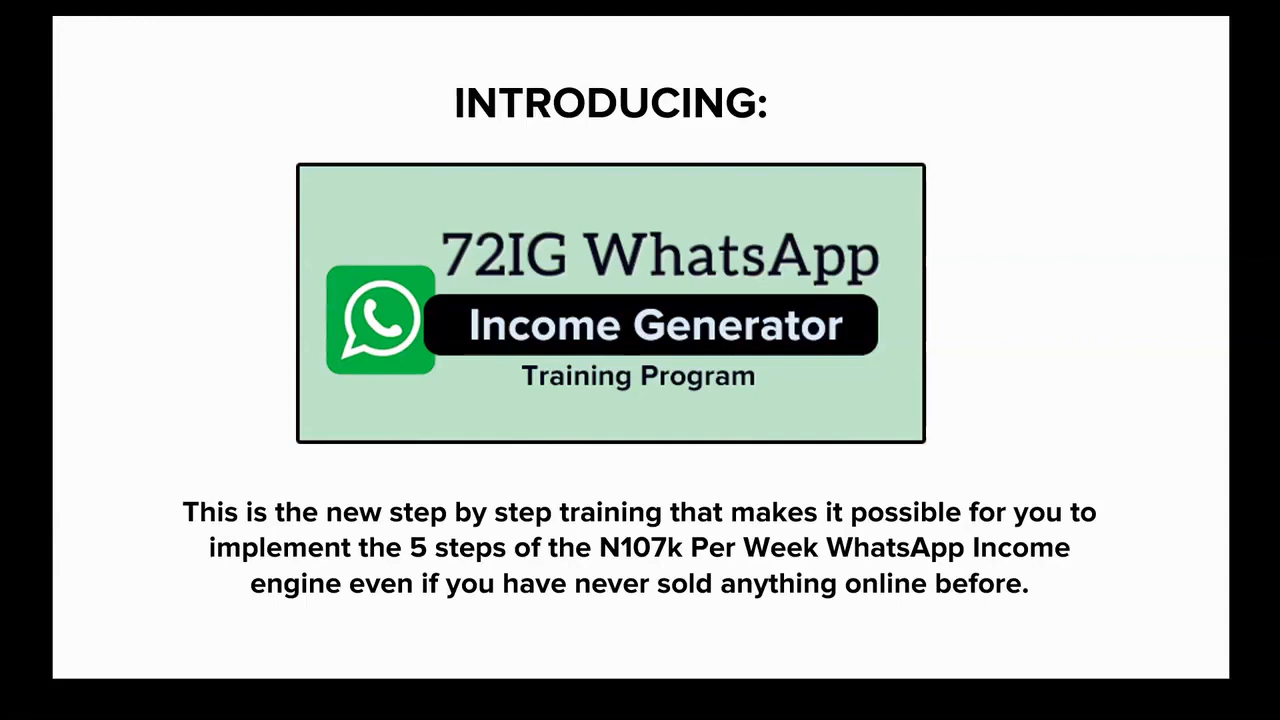 INTRODUCING:
72IG WhatsApp
Income Generator
Training Program
This is the new step by step training that makes it possible for you to
implement the 5 steps of the N107k Per Week WhatsApp Income
engine even if you have never sold anything online before.